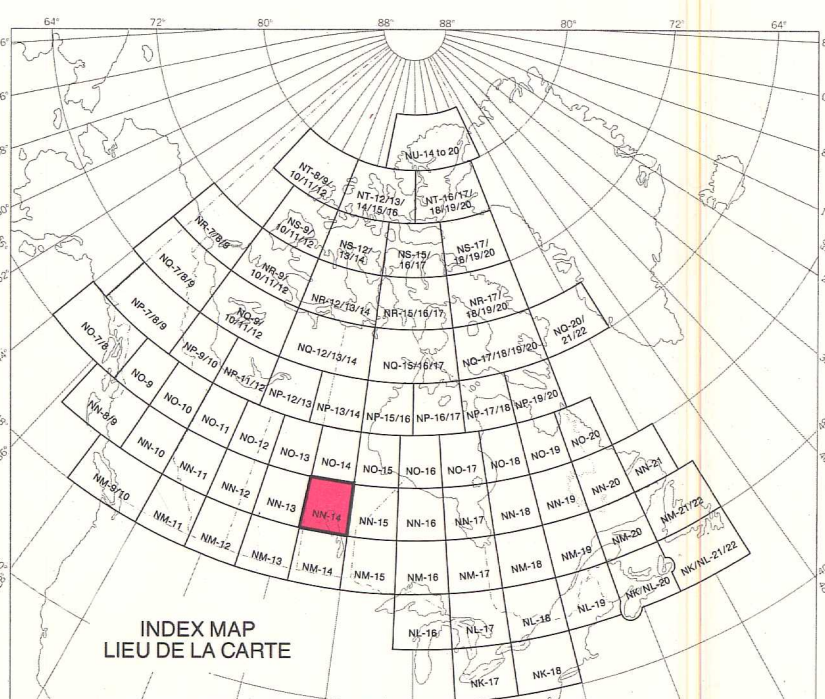 64° 72° 80° 88° 88° 80° 72° 64°
NU-14 to 20
NT-8/9/
10/11/12
NT-12/13/
14/15/16
NT-16/17/
18/19/20
NS-9/
10/11/12
NS-12/
13/14
NS-15/
16/17
NS-17/
18/19/20
NR-7/8/9
NR-9/
10/11/12
NR-12/13/14
NR-15/16/17
NR-17/
18/19/20
NQ-7/8/9
NQ-9/
10/11/12
NQ-12/13/14
NQ-15/16/17
NQ-17/18/19/20
NQ-20/
21/22
NP-7/8/9
NP-9/10
NP-11/12
NP-12/13
NP-13/14
NP-15/16
NP-16/17
NP-17/18
NP-19/20
NO-7/8
NO-9
NO-10
NO-11
NO-12
NO-13
NO-14
NO-15
NO-16
NO-17
NO-18
NO-19
NO-20
NN-8/9
NN-10
NN-11
NN-12
NN-13
NN-14
NN-15
NN-16
NN-17
NN-18
NN-19
NN-20
NN-21
NM-9/10
NM-11
NM-12
NM-13
NM-14
NM-15
NM-16
NM-17
NM-18
NM-19
NM-20
NM-21/22
NL-16
NL-17
NL-18
NL-19
NK/NL-20
NK/NL-21/22
NK-17
NK-18
INDEX MAP
LIEU DE LA CARTE